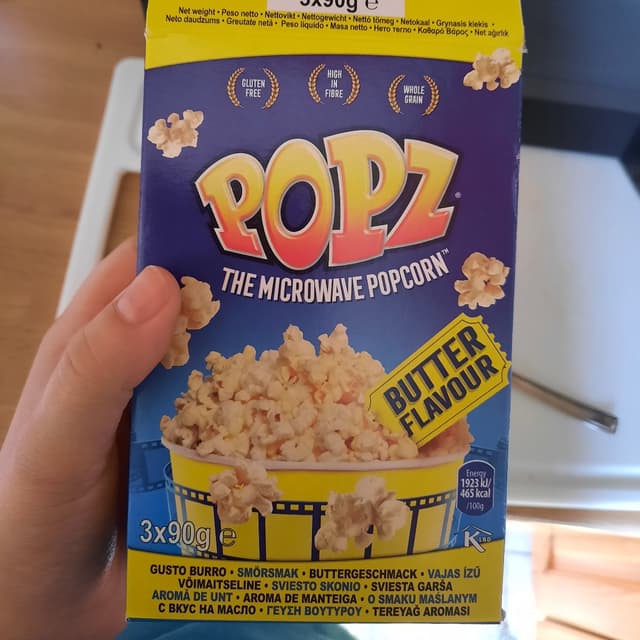 3x90g e
Net weight • Peso netto • Nettovikt • Nettogewicht • Nettó tömeg • Netokaal • Grynasis kiekis •
Neto daudzums • Greutate netă • Peso líquido • Masa netto • Нето тегло • Καθαρό Βάρος • Net ağırlık
GLUTEN
FREE
HIGH
IN
FIBRE
WHOLE
GRAIN
POPZ
THE MICROWAVE POPCORN™
BUTTER
FLAVOUR
Energy
1923 kJ/
465 kcal
/100g
3x90g e
K LBD
GUSTO BURRO • SMÖRSMAK • BUTTERGESCHMACK • VAJAS ÍZŰ
VÕIMAITSELINE • SVIESTO SKONIO • SVIESTA GARŠA
AROMĂ DE UNT • AROMA DE MANTEIGA • O SMAKU MAŚLANYM
С ВКУС НА МАСЛО • ΓΕΥΣΗ ΒΟΥΤΥΡΟΥ • TEREYAĞ AROMASI